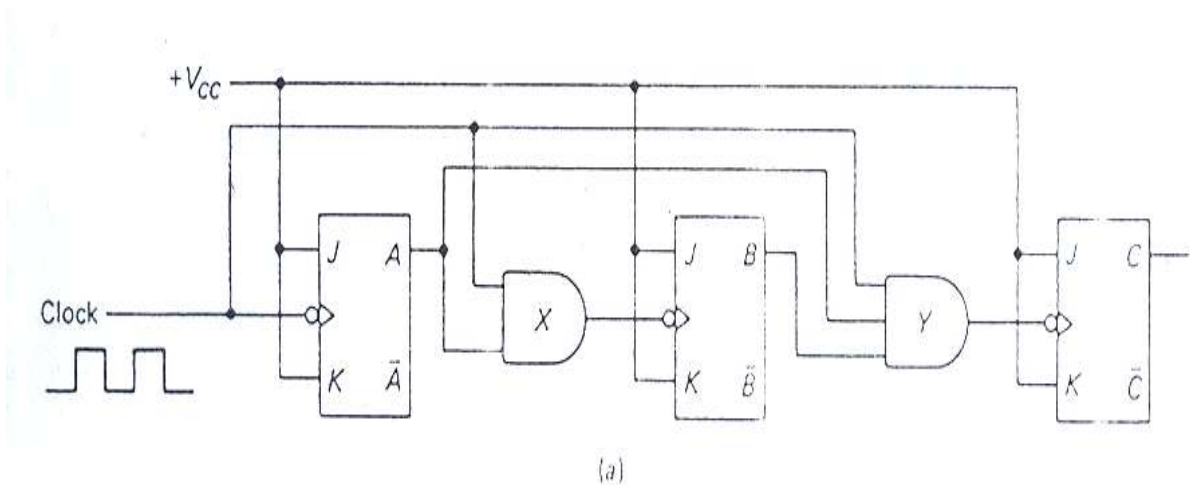 +VCC
J A
J B
J C
Clock
X
Y
K Ā
K B̄
K C̄
(a)